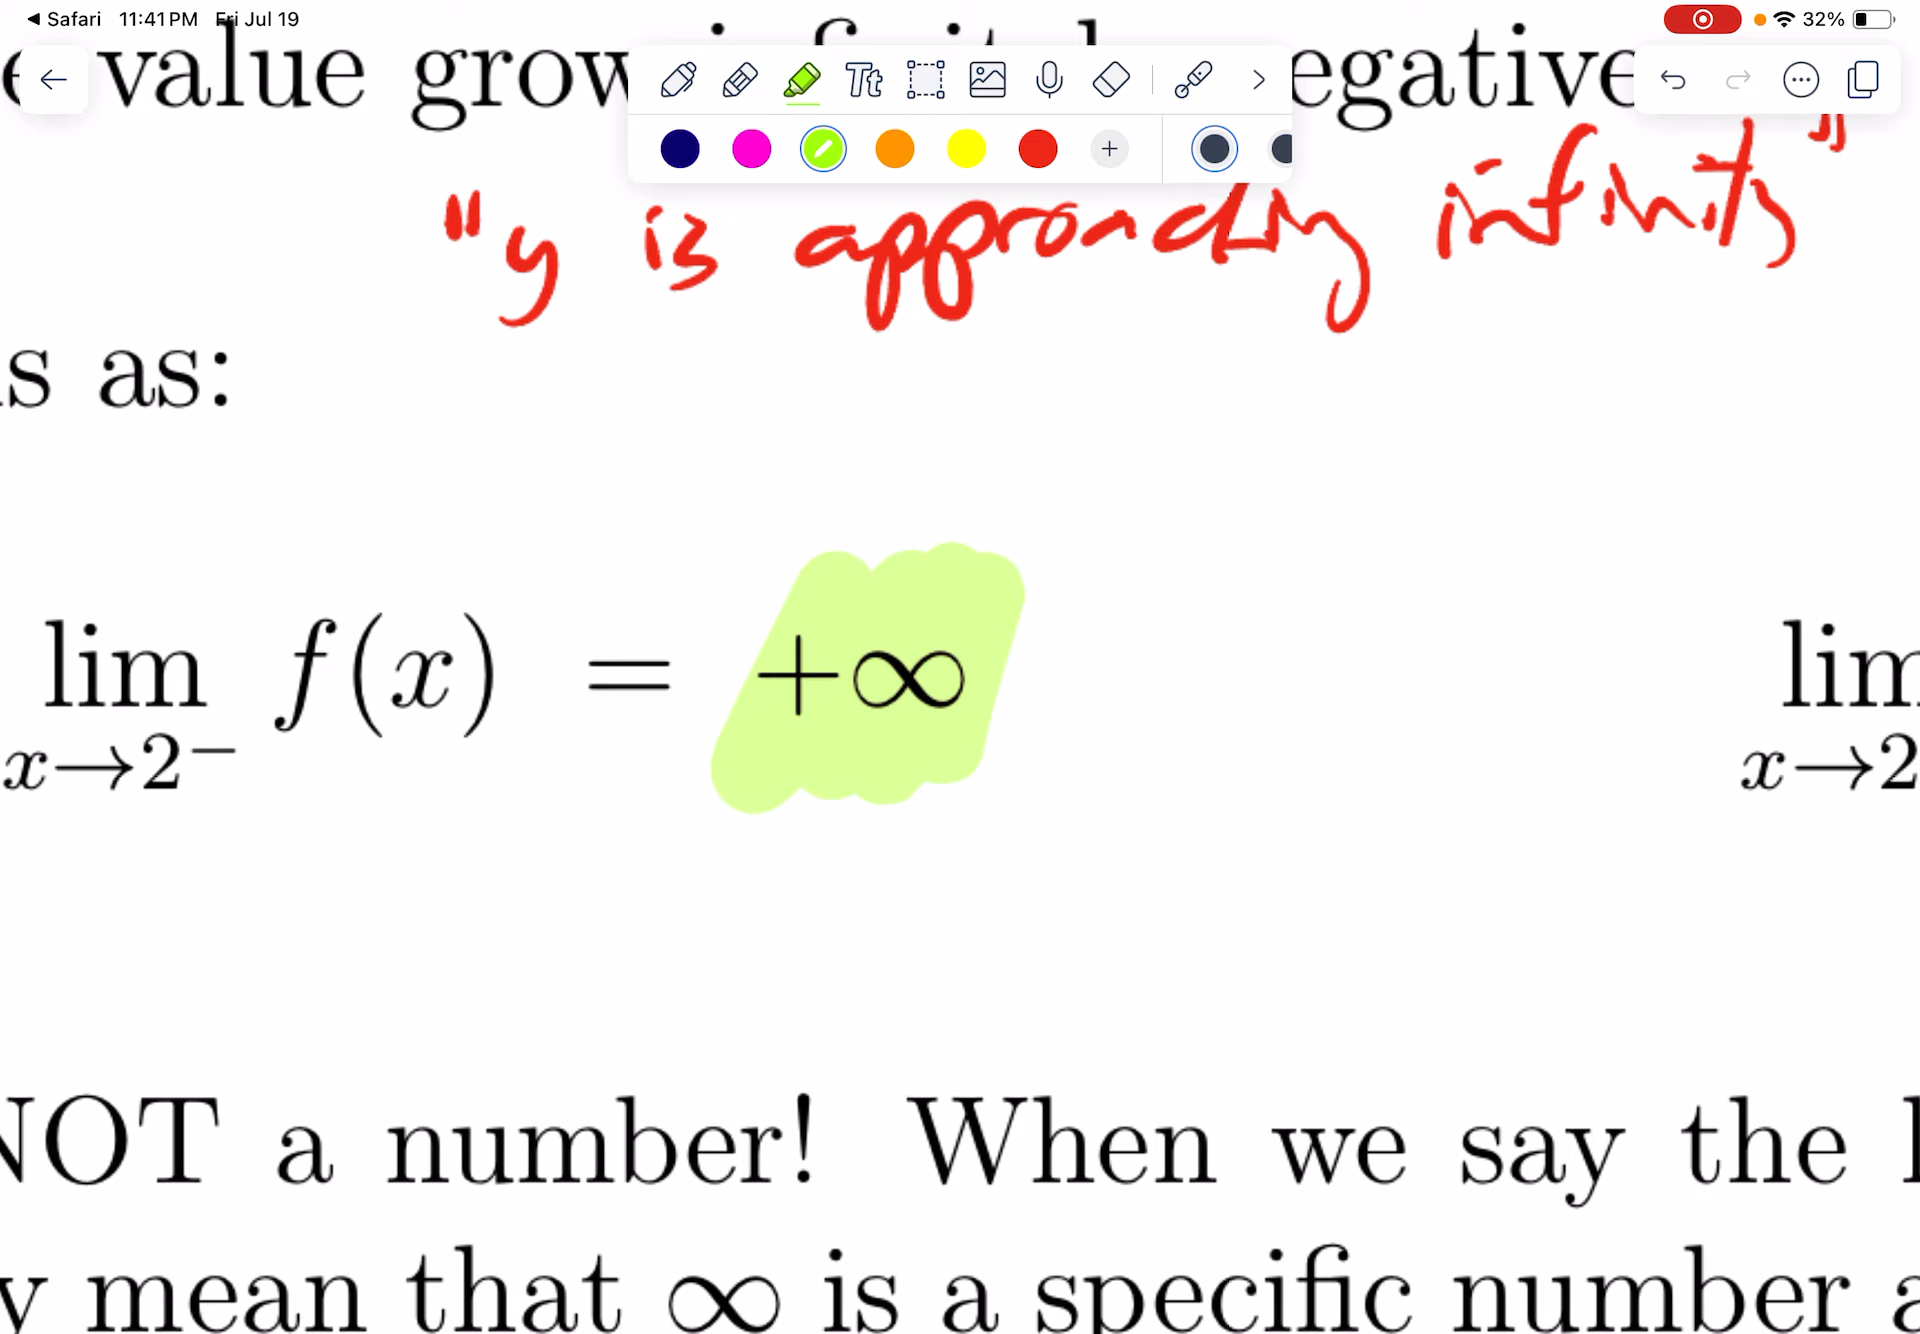 Safari 11:41 PM Fri Jul 19 32%
value grow egative
Tt
"y is approaching infinity"
s as:
lim f(x) = +∞ lim
x→2⁻ x→2
NOT a number! When we say the
y mean that ∞ is a specific number a